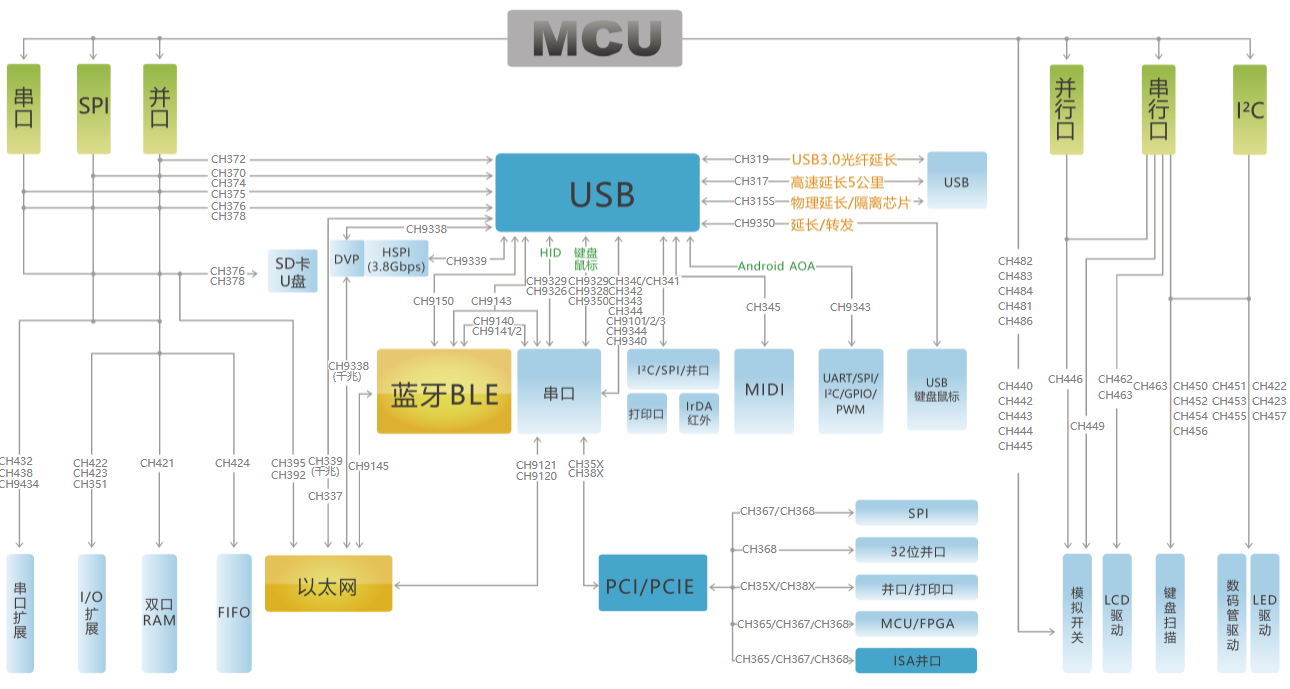 MCU
串口
SPI
并口
并行口
串行口
I²C
CH372
CH370
CH374
CH375
CH376
CH378
USB
CH319
USB3.0光纤延长
CH317
高速延长5公里
CH315S
物理延长/隔离芯片
CH9350
延长/转发
USB
CH9338
DVP
HSPI
(3.8Gbps)
CH9339
SD卡
U盘
CH376
CH378
HID
键盘
鼠标
Android AOA
CH9150
CH9143
CH9140
CH9141/2
CH9329
CH9326
CH9329
CH9328
CH9350
CH34C/CH341
CH342
CH343
CH344
CH9101/2/3
CH9344
CH9340
CH345
CH9343
CH482
CH483
CH484
CH481
CH486
CH9338
(千兆)
蓝牙BLE
串口
I²C/SPI/并口
打印口
IrDA
红外
MIDI
UART/SPI/
I²C/GPIO/
PWM
USB
键盘鼠标
CH440
CH442
CH443
CH444
CH445
CH446
CH449
CH462
CH463
CH463
CH450
CH452
CH454
CH456
CH451
CH453
CH455
CH422
CH423
CH457
CH432
CH438
CH9434
CH422
CH423
CH351
CH421
CH424
CH395
CH392
CH339
(千兆)
CH337
CH9145
CH9121
CH9120
CH35X
CH38X
串口扩展
I/O
扩展
双口
RAM
FIFO
以太网
PCI/PCIE
CH367/CH368
SPI
CH368
32位并口
CH35X/CH38X
并口/打印口
CH365/CH367/CH368
MCU/FPGA
CH365/CH367/CH368
ISA并口
模拟开关
LCD
驱动
键盘扫描
数码管驱动
LED
驱动